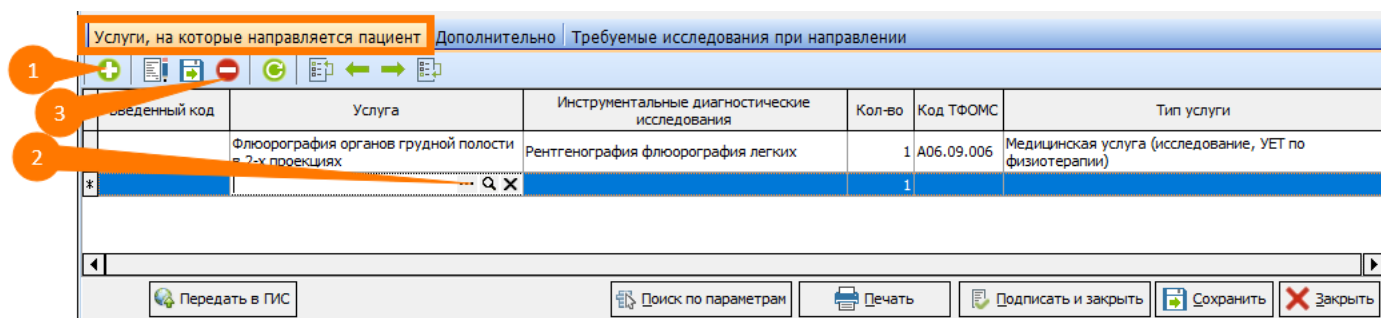 Услуги, на которые направляется пациент Дополнительно Требуемые исследования при направлении
1
3
веденный код Услуга Инструментальные диагностические исследования Кол-во Код ТФОМС Тип услуги
2
Флюорография органов грудной полости в 2-х проекциях Рентгенография флюорография легких 1 A06.09.006 Медицинская услуга (исследование, УЕТ по физиотерапии)
* ... 1
Передать в ГИС Поиск по параметрам Печать Подписать и закрыть Сохранить Закрыть